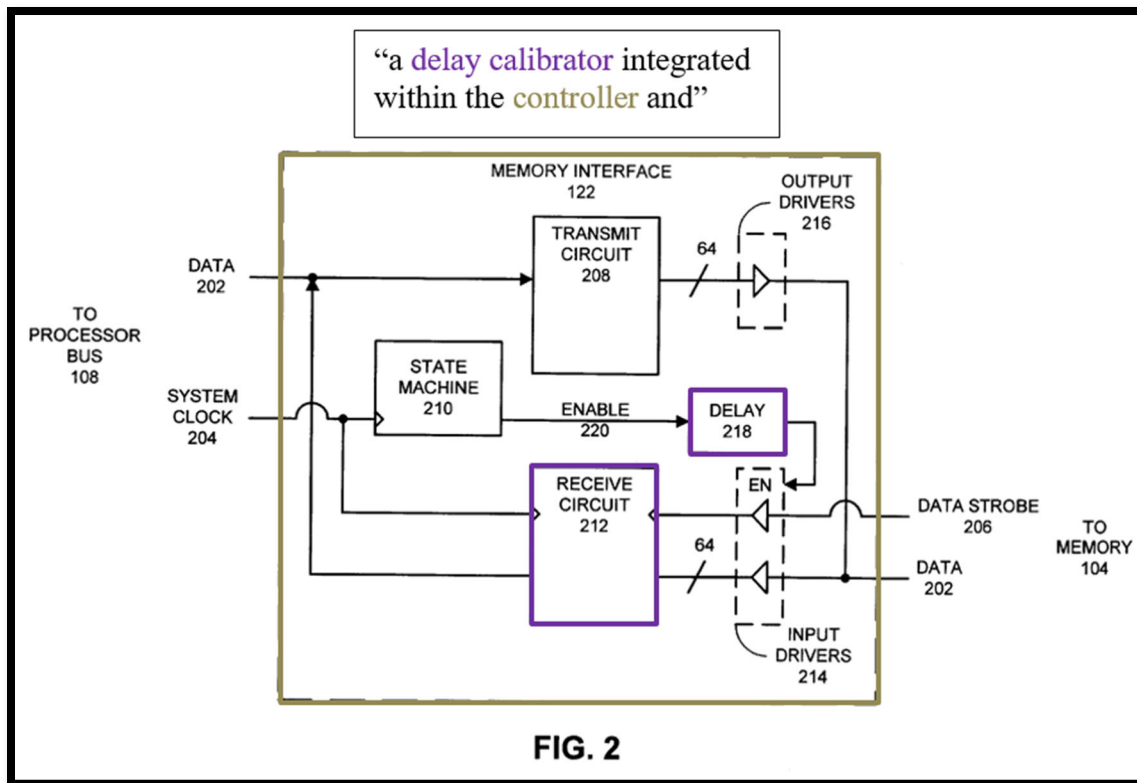 “a delay calibrator integrated
within the controller and”
MEMORY INTERFACE
122
OUTPUT
DRIVERS
216
TRANSMIT
CIRCUIT
208
64
DATA
202
TO
PROCESSOR
BUS
108
STATE
MACHINE
210
SYSTEM
CLOCK
204
ENABLE
220
DELAY
218
RECEIVE
CIRCUIT
212
EN
64
DATA STROBE
206
TO
MEMORY
104
DATA
202
INPUT
DRIVERS
214
FIG. 2